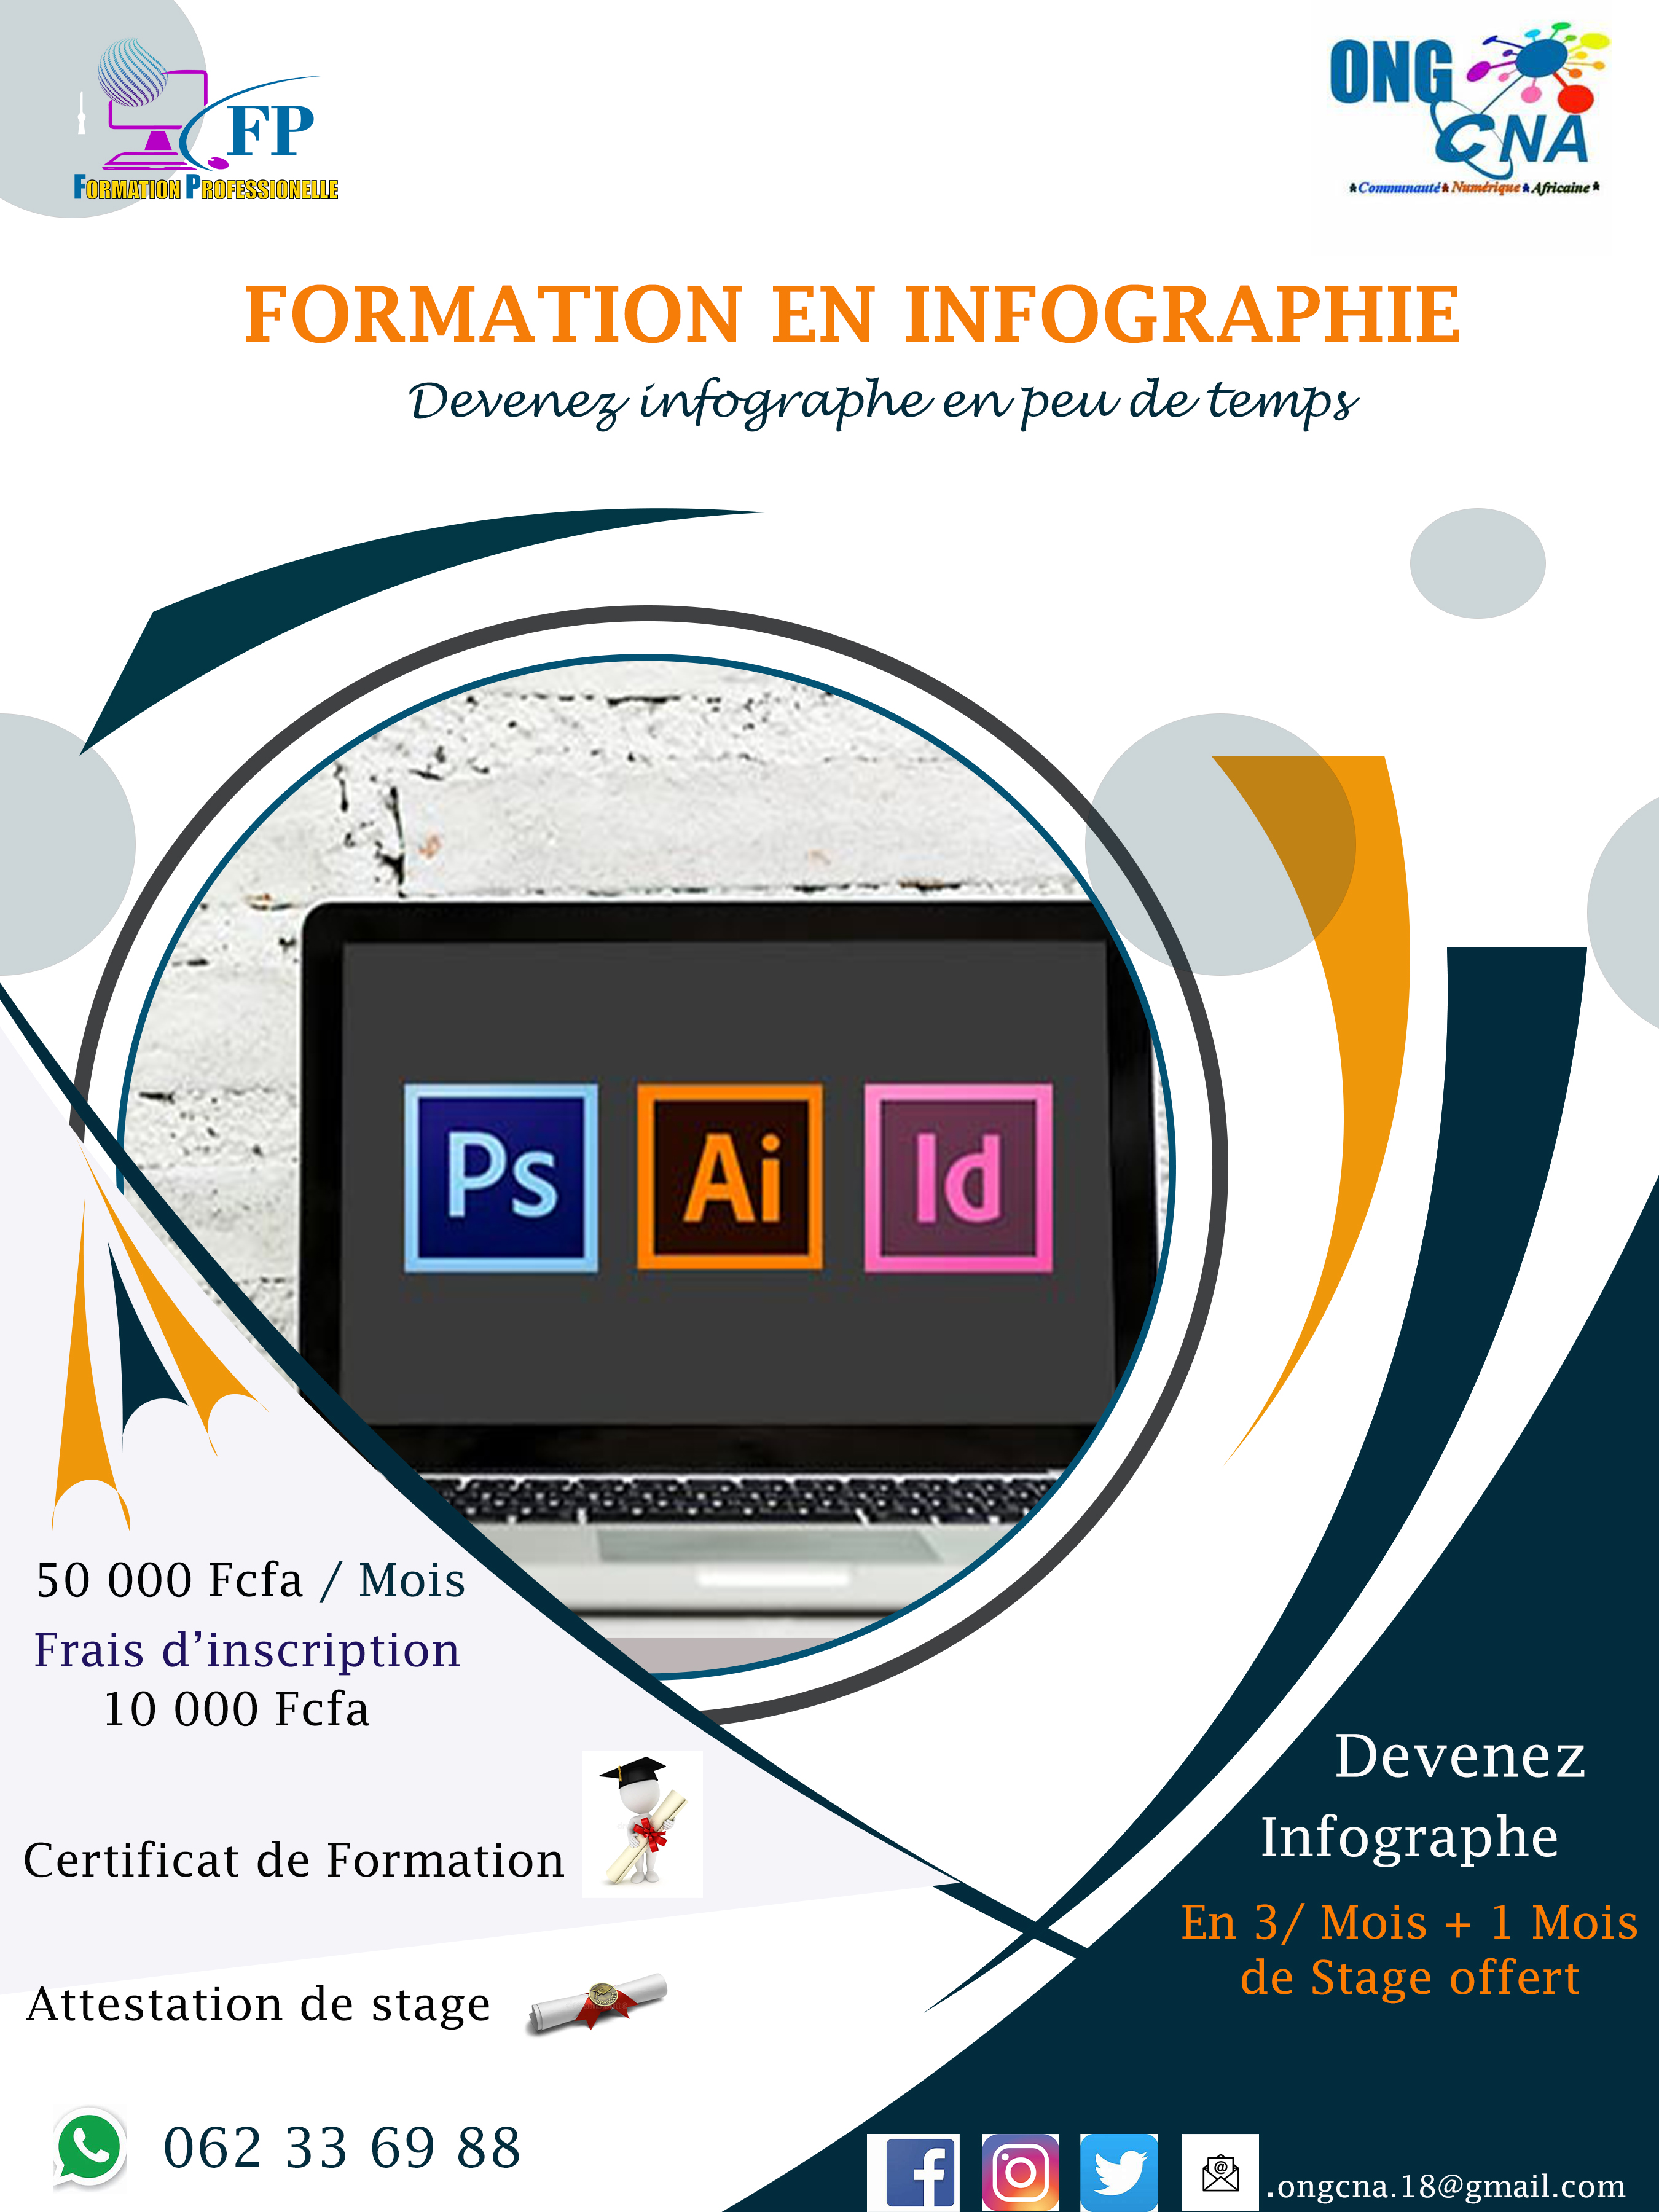 FP
FORMATION PROFESSIONELLE
ONG
CNA
Communauté Numérique Africaine
FORMATION EN INFOGRAPHIE
Devenez infographe en peu de temps
Ps Ai Id
50 000 Fcfa / Mois
Frais d’inscription
10 000 Fcfa
Certificat de Formation
Attestation de stage
062 33 69 88
Devenez
Infographe
En 3/ Mois + 1 Mois
de Stage offert
.ongcna.18@gmail.com